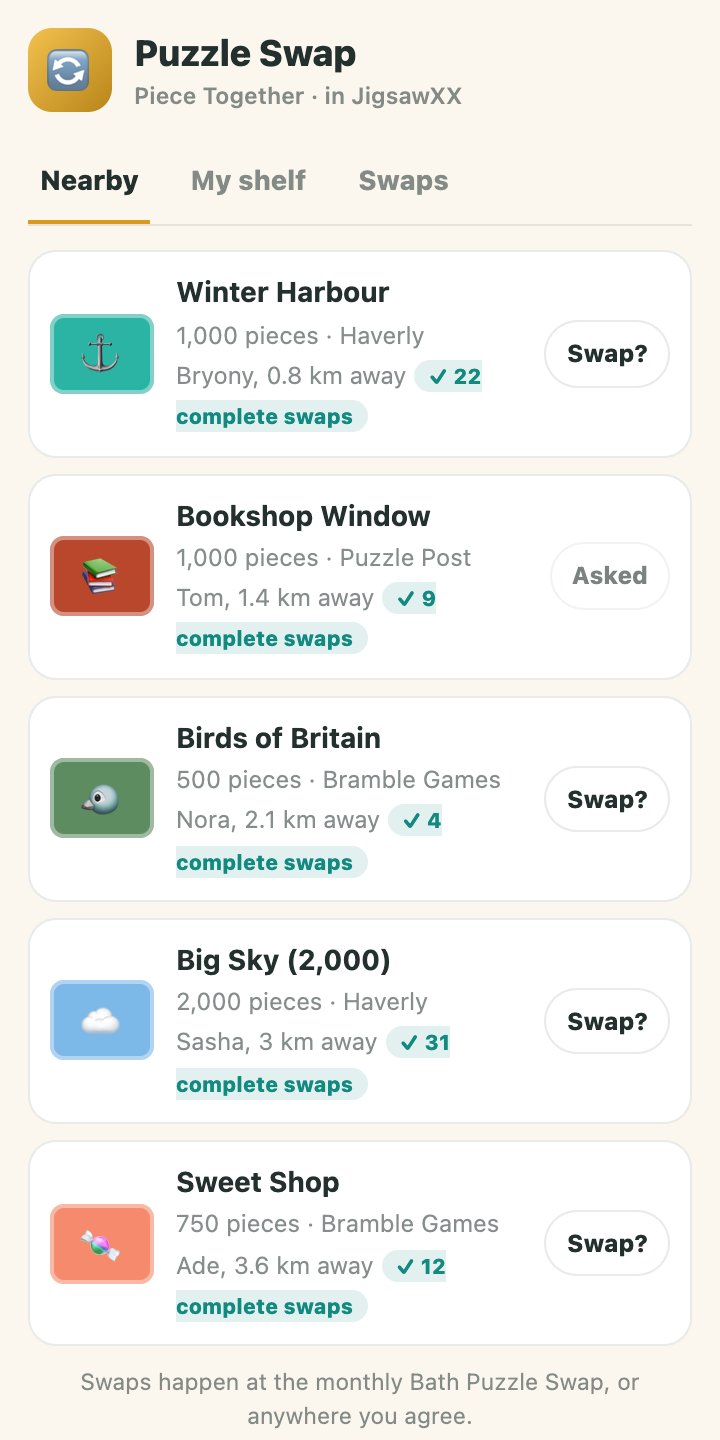 Puzzle Swap
Piece Together · in JigsawXX
Nearby My shelf Swaps
Winter Harbour
1,000 pieces · Haverly
Bryony, 0.8 km away ✓ 22
complete swaps
Swap?
Bookshop Window
1,000 pieces · Puzzle Post
Tom, 1.4 km away ✓ 9
complete swaps
Asked
Birds of Britain
500 pieces · Bramble Games
Nora, 2.1 km away ✓ 4
complete swaps
Swap?
Big Sky (2,000)
2,000 pieces · Haverly
Sasha, 3 km away ✓ 31
complete swaps
Swap?
Sweet Shop
750 pieces · Bramble Games
Ade, 3.6 km away ✓ 12
complete swaps
Swap?
Swaps happen at the monthly Bath Puzzle Swap, or
anywhere you agree.